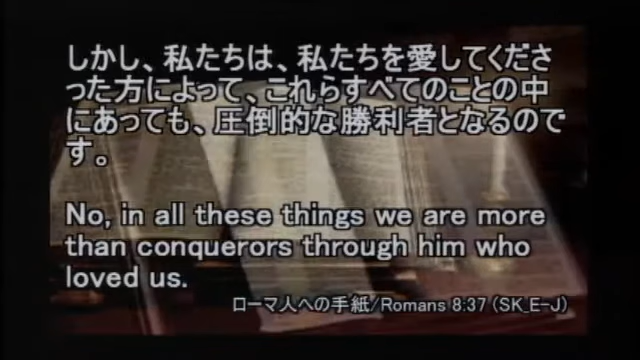 しかし、私たちは、私たちを愛してくださ
った方によって、これらすべてのことの中
にあっても、圧倒的な勝利者となるので
す。
No, in all these things we are more
than conquerors through him who
loved us.
ローマ人への手紙/Romans 8:37 (SK_E-J)